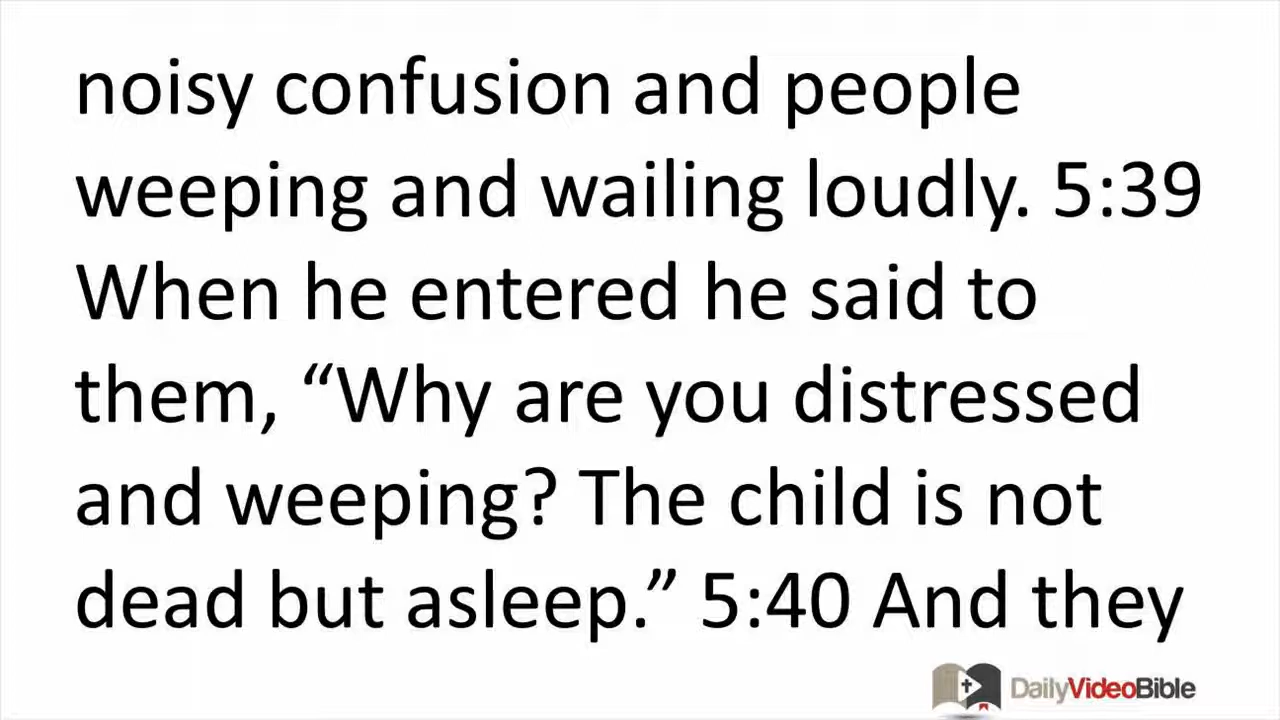 noisy confusion and people
weeping and wailing loudly. 5:39
When he entered he said to
them, “Why are you distressed
and weeping? The child is not
dead but asleep.” 5:40 And they
DailyVideoBible